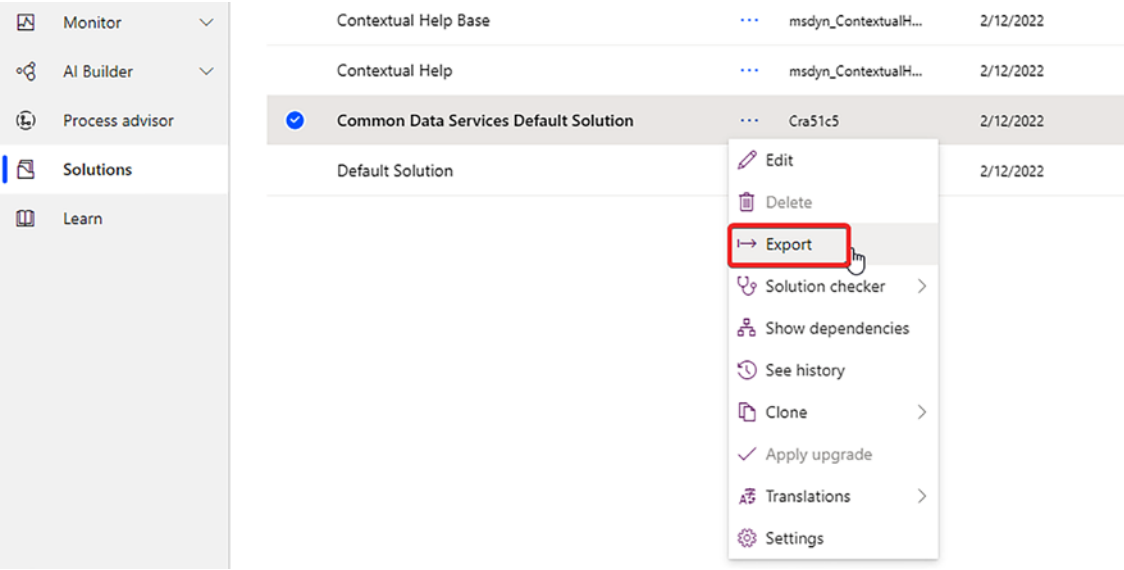 Monitor
AI Builder
Process advisor
Solutions
Learn
Contextual Help Base ... msdyn_ContextualH... 2/12/2022
Contextual Help ... msdyn_ContextualH... 2/12/2022
Common Data Services Default Solution ... Cra51c5 2/12/2022
Default Solution 2/12/2022
Edit
Delete
Export
Solution checker
Show dependencies
See history
Clone
Apply upgrade
Translations
Settings